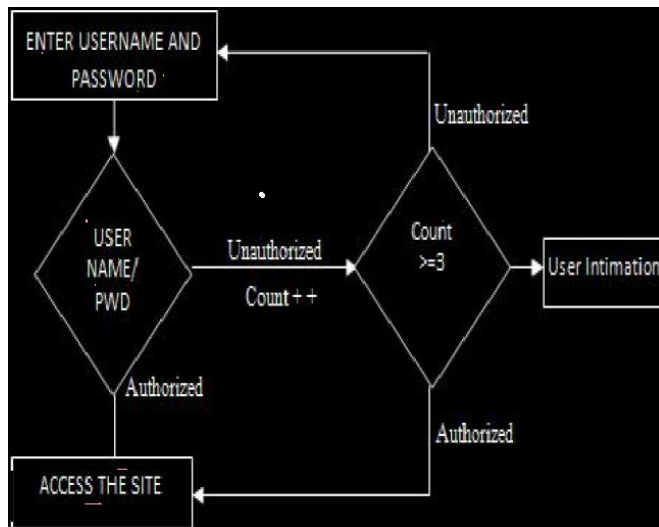 ENTER USERNAME AND
PASSWORD
Unauthorized
USER
NAME/
PWD
Unauthorized
Count++
Count
>=3
User Intimation
Authorized
Authorized
ACCESS THE SITE